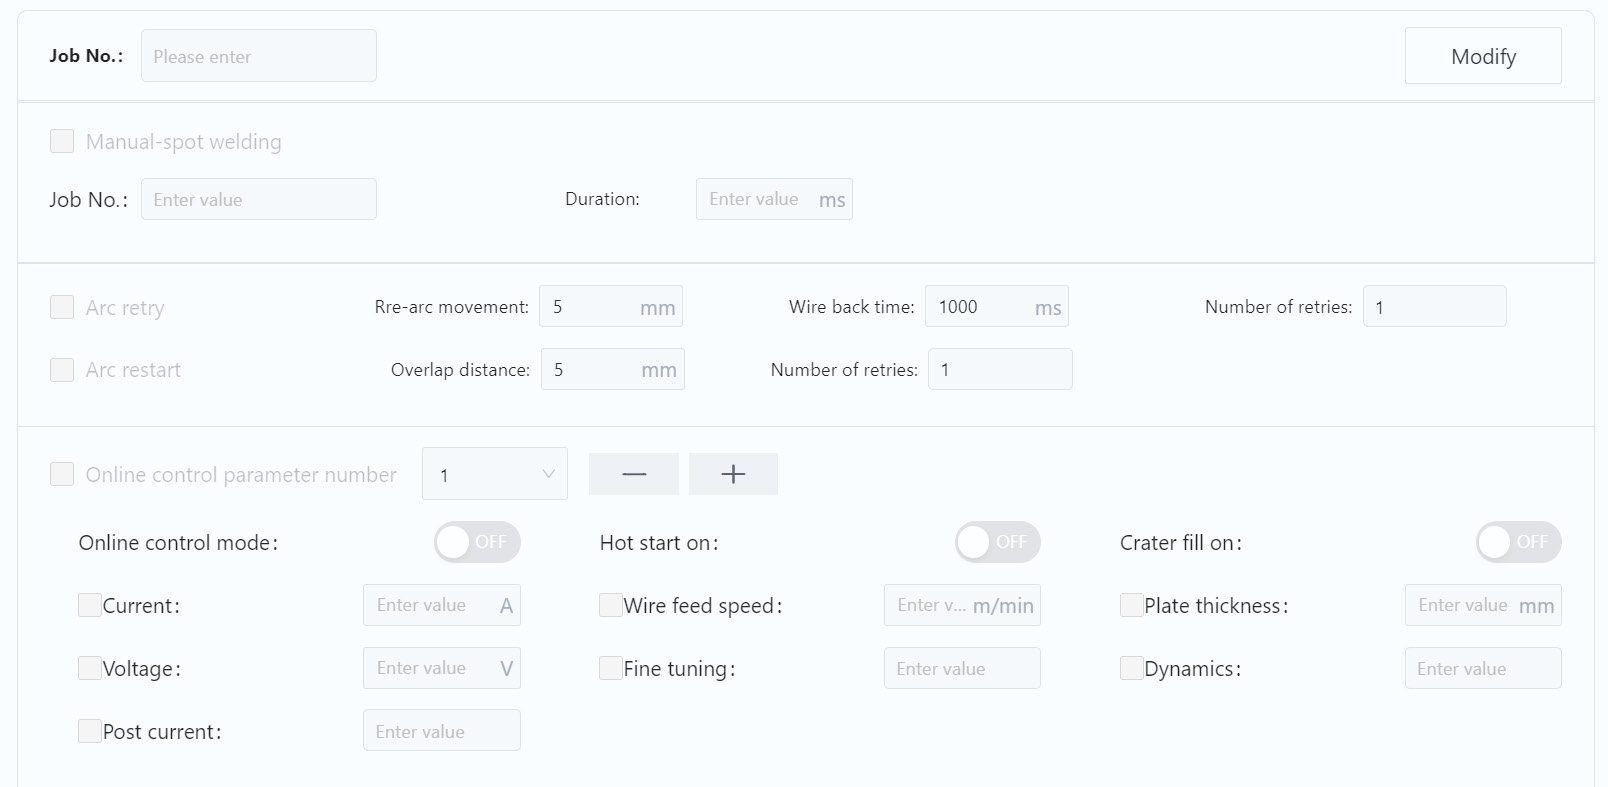 Job No.: Please enter Modify
Manual-spot welding
Job No.: Enter value Duration: Enter value ms
Arc retry Rre-arc movement: 5 mm Wire back time: 1000 ms Number of retries: 1
Arc restart Overlap distance: 5 mm Number of retries: 1
Online control parameter number 1 — +
Online control mode: OFF Hot start on: OFF Crater fill on: OFF
Current: Enter value A Wire feed speed: Enter v... m/min Plate thickness: Enter value mm
Voltage: Enter value V Fine tuning: Enter value Dynamics: Enter value
Post current: Enter value